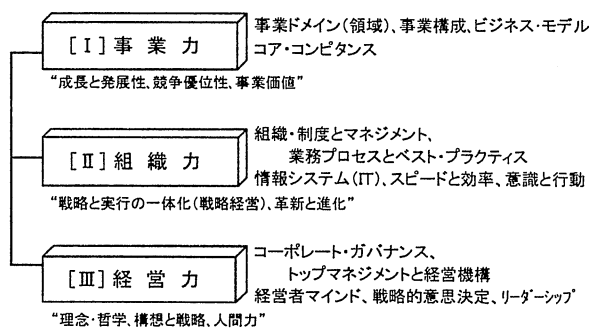 [Ⅰ]事業力
事業ドメイン(領域)、事業構成、ビジネス・モデル
コア・コンピタンス
“成長と発展性、競争優位性、事業価値”
[Ⅱ]組織力
組織・制度とマネジメント、
業務プロセスとベスト・プラクティス
情報システム(IT)、スピードと効率、意識と行動
“戦略と実行の一体化(戦略経営)、革新と進化”
[Ⅲ]経営力
コーポレート・ガバナンス、
トップマネジメントと経営機構
経営者マインド、戦略的意思決定、リーダーシップ
“理念・哲学、構想と戦略、人間力”